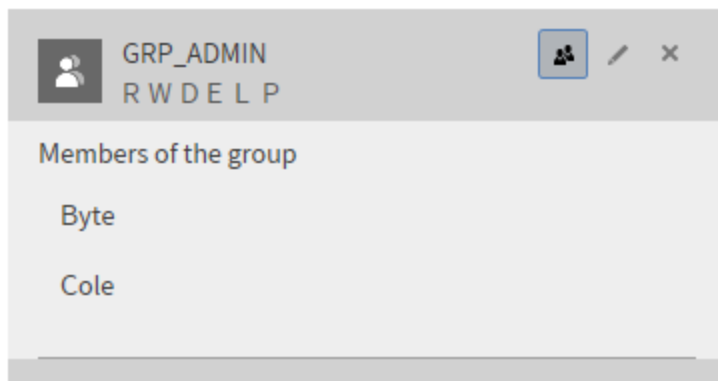 GRP_ADMIN
R W D E L P
Members of the group
Byte
Cole